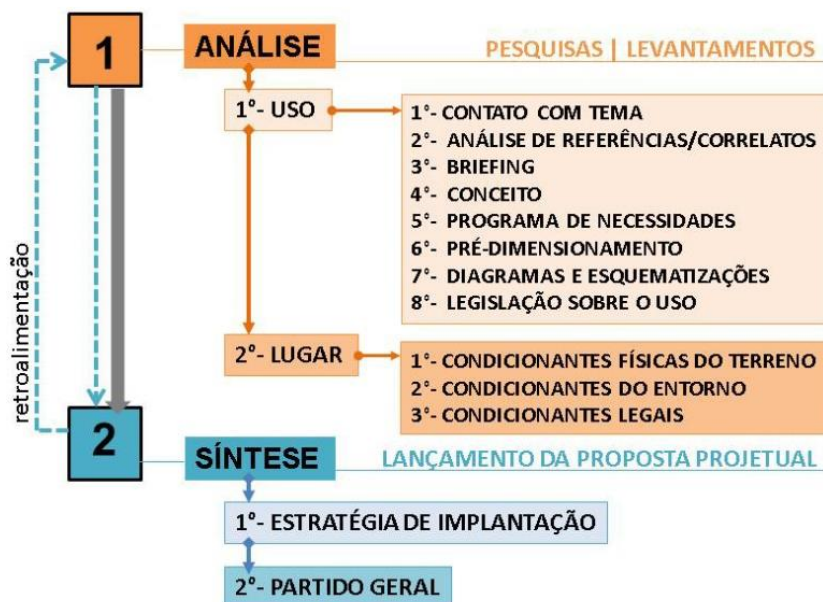 1
ANÁLISE
PESQUISAS | LEVANTAMENTOS
1°- USO
1°- CONTATO COM TEMA
2°- ANÁLISE DE REFERÊNCIAS/CORRELATOS
3°- BRIEFING
4°- CONCEITO
5°- PROGRAMA DE NECESSIDADES
6°- PRÉ-DIMENSIONAMENTO
7°- DIAGRAMAS E ESQUEMATIZAÇÕES
8°- LEGISLAÇÃO SOBRE O USO
retroalimentação
2°- LUGAR
1°- CONDICIONANTES FÍSICAS DO TERRENO
2°- CONDICIONANTES DO ENTORNO
3°- CONDICIONANTES LEGAIS
2
SÍNTESE
LANÇAMENTO DA PROPOSTA PROJETUAL
1°- ESTRATÉGIA DE IMPLANTAÇÃO
2°- PARTIDO GERAL